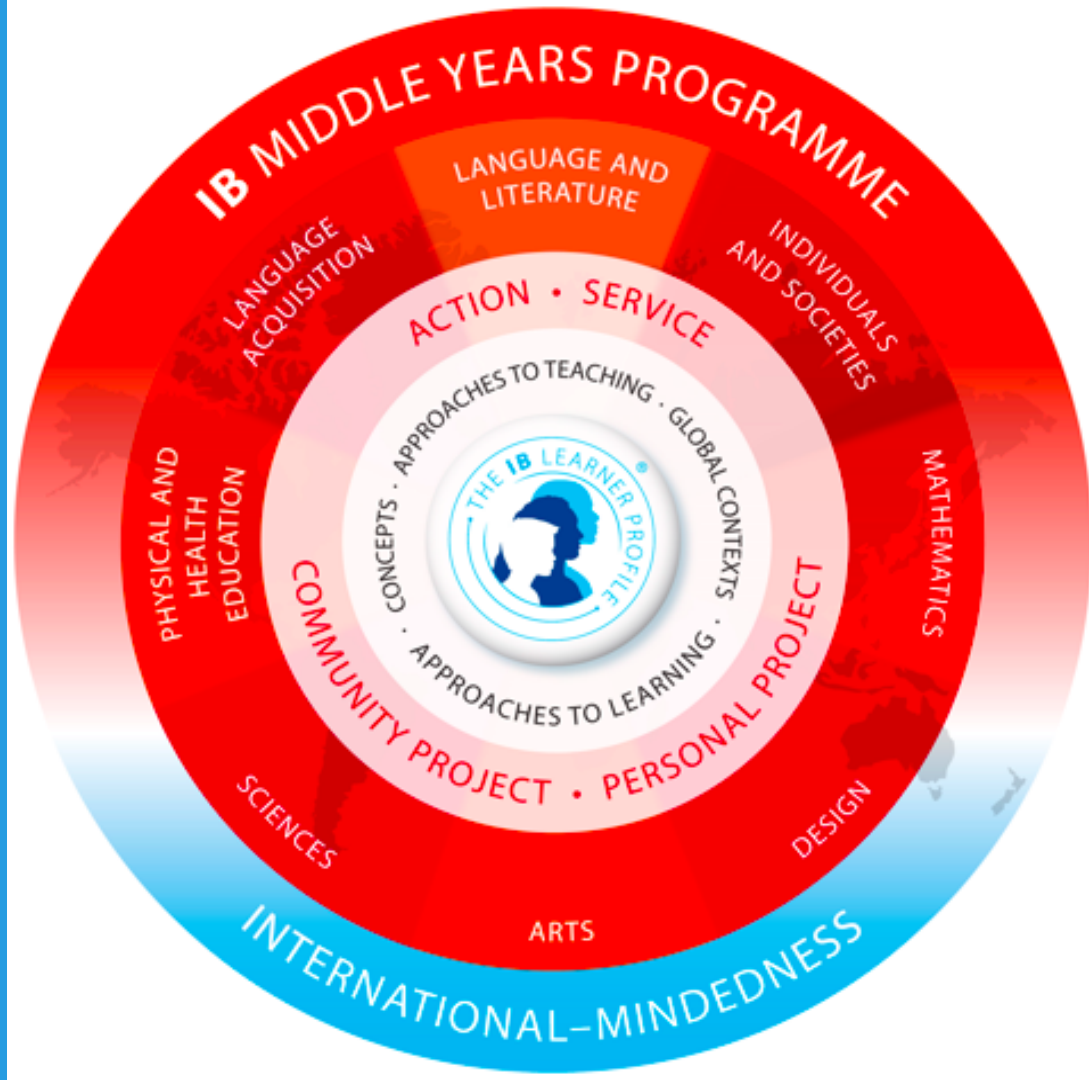 IB MIDDLE YEARS PROGRAMME
LANGUAGE AND
LITERATURE
INDIVIDUALS
AND SOCIETIES
MATHEMATICS
DESIGN
ARTS
SCIENCES
PHYSICAL AND
HEALTH
EDUCATION
LANGUAGE
ACQUISITION
ACTION • SERVICE
COMMUNITY PROJECT • PERSONAL PROJECT
APPROACHES TO TEACHING · GLOBAL CONTEXTS ·
APPROACHES TO LEARNING
· CONCEPTS ·
THE IB LEARNER PROFILE ®
INTERNATIONAL–MINDEDNESS